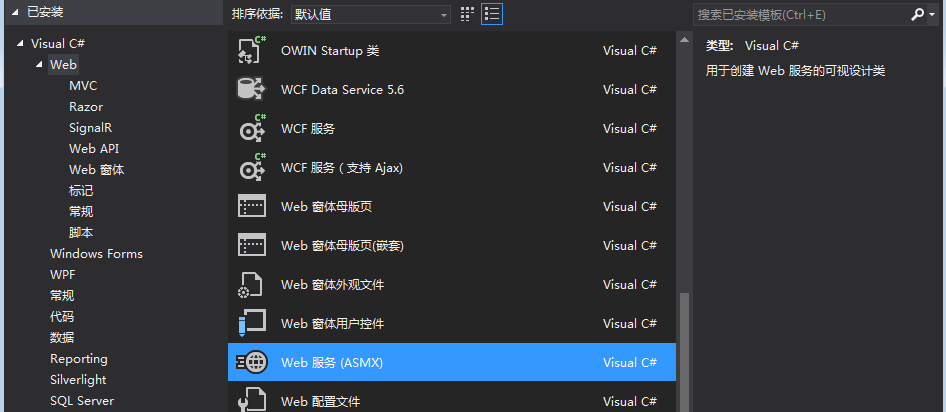 已安装
排序依据: 默认值
搜索已安装模板(Ctrl+E)
Visual C#
Web
MVC
Razor
SignalR
Web API
Web 窗体
标记
常规
脚本
Windows Forms
WPF
常规
代码
数据
Reporting
Silverlight
SQL Server
C# OWIN Startup 类 Visual C#
WCF Data Service 5.6 Visual C#
C# WCF 服务 Visual C#
C# WCF 服务 ( 支持 Ajax) Visual C#
Web 窗体母版页 Visual C#
Web 窗体母版页(嵌套) Visual C#
Web 窗体外观文件 Visual C#
Web 窗体用户控件 Visual C#
Web 服务 (ASMX) Visual C#
Web 配置文件 Visual C#
类型: Visual C#
用于创建 Web 服务的可视设计类